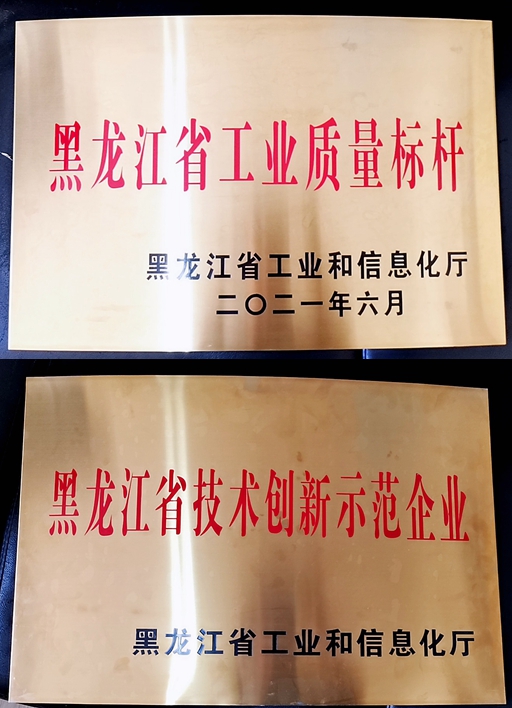 黑龙江省工业质量标杆
黑龙江省工业和信息化厅
二〇二一年六月
黑龙江省技术创新示范企业
黑龙江省工业和信息化厅